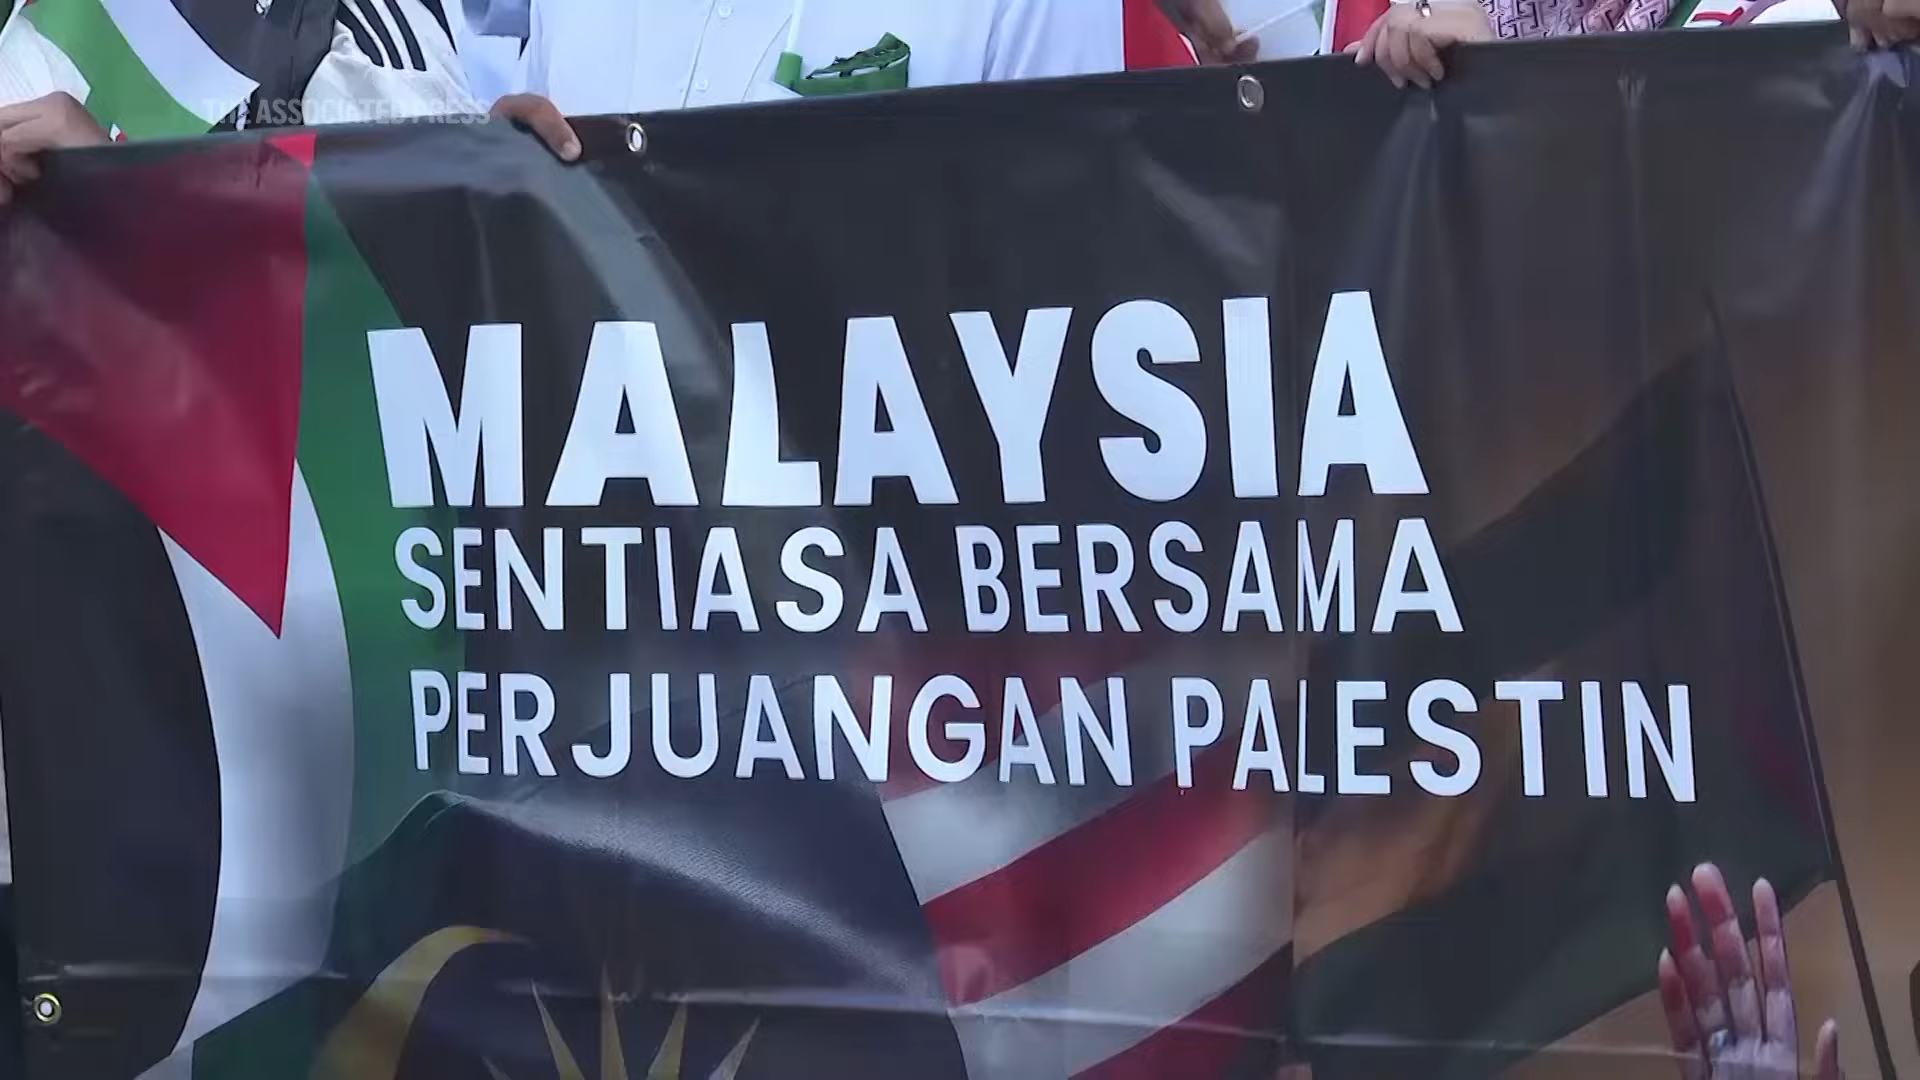 THE ASSOCIATED PRESS
MALAYSIA
SENTIASA BERSAMA
PERJUANGAN PALESTIN